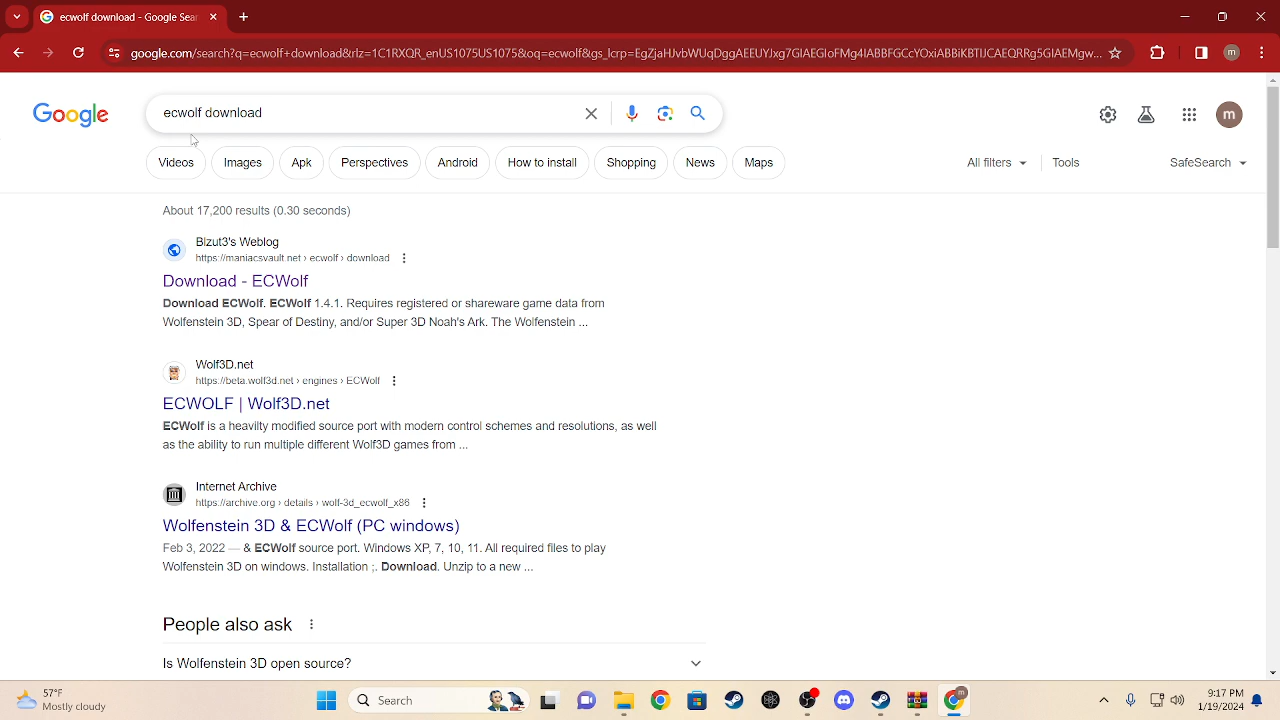 ecwolf download - Google Sear
google.com/search?q=ecwolf+download&rlz=1C1RXQR_enUS1075US1075&oq=ecwolf&gs_lcrp=EgZjaHJvbWUqDggAEEUYJxg7GIAEGIoFMg4IABBFGCcYOxiABBiKBTIJCAEQRRg5GIAEMgw...
m
Google
ecwolf download
m
Videos
Images
Apk
Perspectives
Android
How to install
Shopping
News
Maps
All filters
Tools
SafeSearch
About 17,200 results (0.30 seconds)
Blzut3's Weblog
https://maniacsvault.net › ecwolf › download
Download - ECWolf
Download ECWolf. ECWolf 1.4.1. Requires registered or shareware game data from
Wolfenstein 3D, Spear of Destiny, and/or Super 3D Noah's Ark. The Wolfenstein ...
Wolf3D.net
https://beta.wolf3d.net › engines › ECWolf
ECWOLF | Wolf3D.net
ECWolf is a heavilty modified source port with modern control schemes and resolutions, as well
as the ability to run multiple different Wolf3D games from ...
Internet Archive
https://archive.org › details › wolf-3d_ecwolf_x86
Wolfenstein 3D & ECWolf (PC windows)
Feb 3, 2022 — & ECWolf source port. Windows XP, 7, 10, 11. All required files to play
Wolfenstein 3D on windows. Installation ;. Download. Unzip to a new ...
People also ask
Is Wolfenstein 3D open source?
57°F
Mostly cloudy
Search
m
9:17 PM
1/19/2024